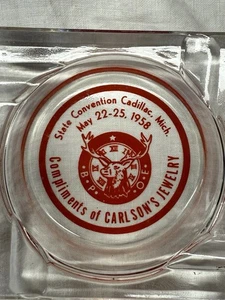 State Convention Cadillac, Mich.
May 22-25, 1958
B.P.O.E.
Compliments of CARLSON'S JEWELRY